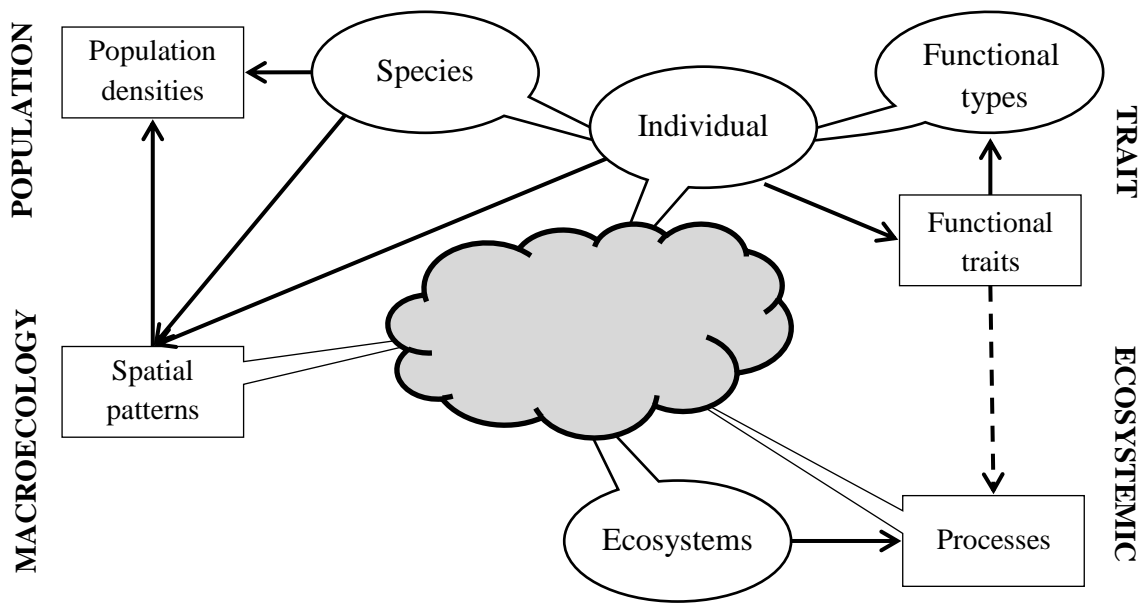 POPULATION
Population
densities
Species
Individual
Functional
types
TRAIT
Functional
traits
MACROECOLOGY
Spatial
patterns
Ecosystems
Processes
ECOSYSTEMIC